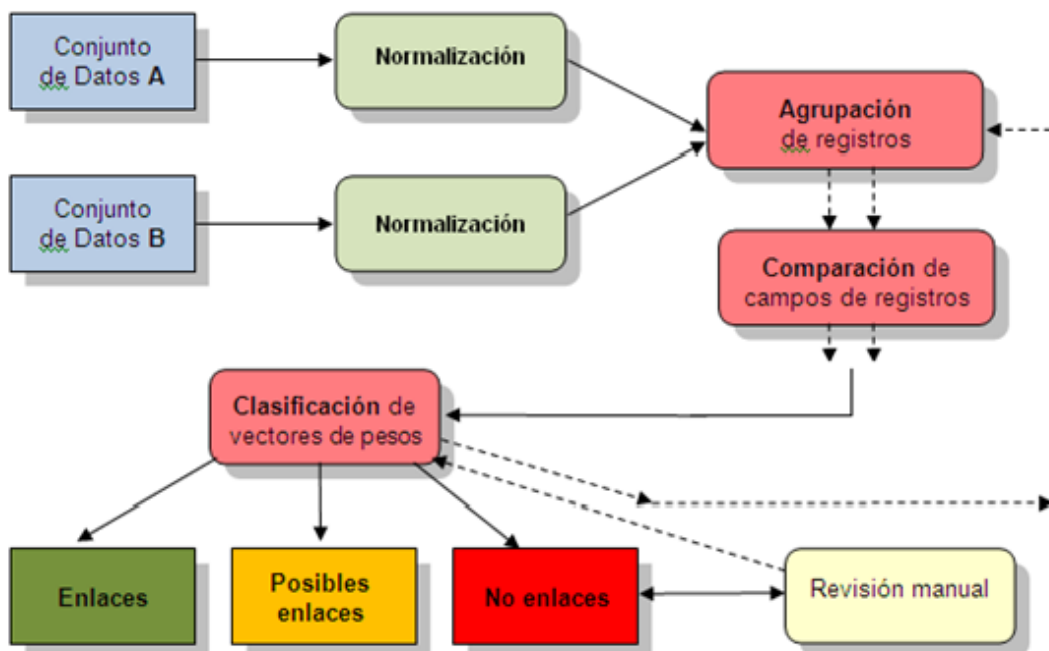 Conjunto
de Datos A
Normalización
Agrupación
de registros
Conjunto
de Datos B
Normalización
Comparación de
campos de registros
Clasificación de
vectores de pesos
Enlaces
Posibles
enlaces
No enlaces
Revisión manual